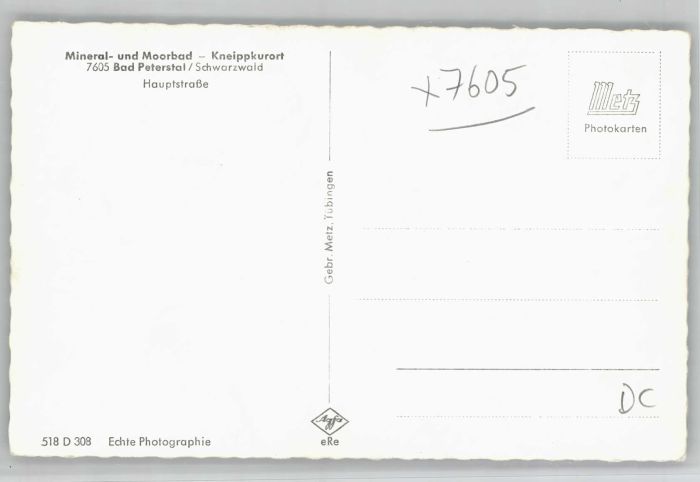 Mineral- und Moorbad – Kneippkurort
7605 Bad Peterstal / Schwarzwald
Hauptstraße
x7605
Metz
Photokarten
Gebr. Metz, Tübingen
DC
Agfa
eRe
518 D 308 Echte Photographie